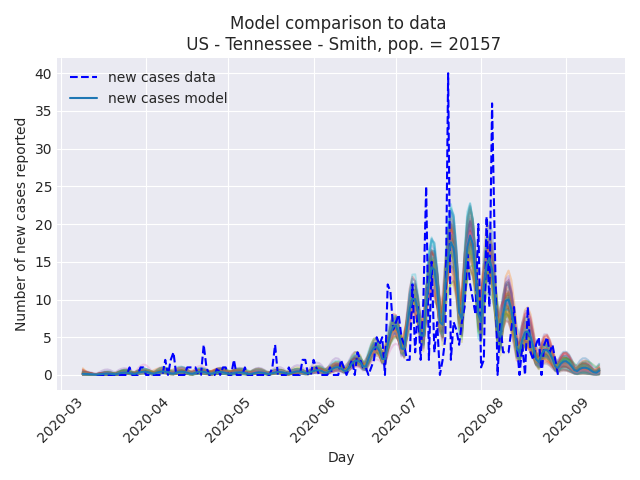 Model comparison to data
US - Tennessee - Smith, pop. = 20157
new cases data
new cases model
Number of new cases reported
40
35
30
25
20
15
10
5
0
2020-03
2020-04
2020-05
2020-06
2020-07
2020-08
2020-09
Day